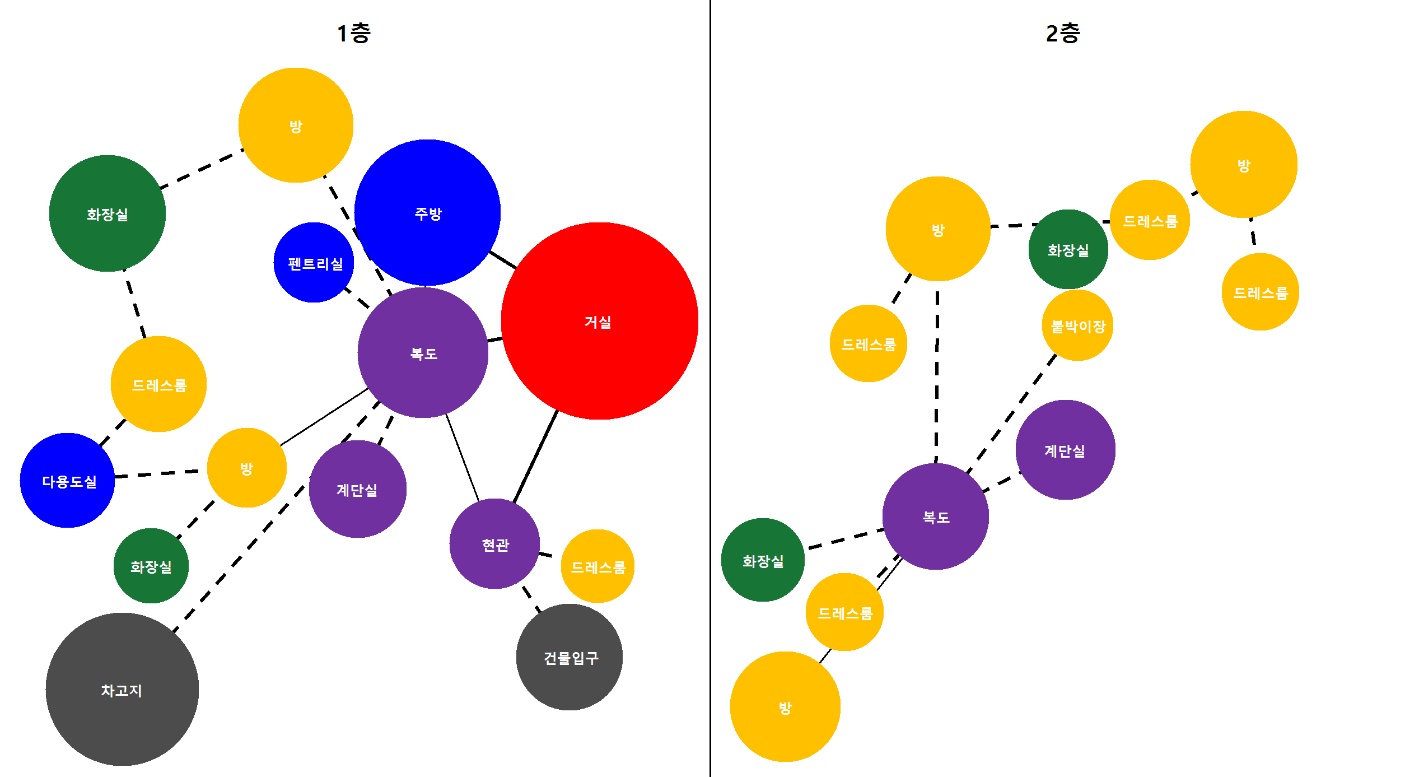 1층
방
화장실
주방
펜트리실
거실
복도
드레스룸
다용도실
방
계단실
현관
화장실
드레스룸
건물입구
차고지
2층
방
드레스룸
방
화장실
드레스룸
붙박이장
드레스룸
계단실
복도
화장실
드레스룸
방